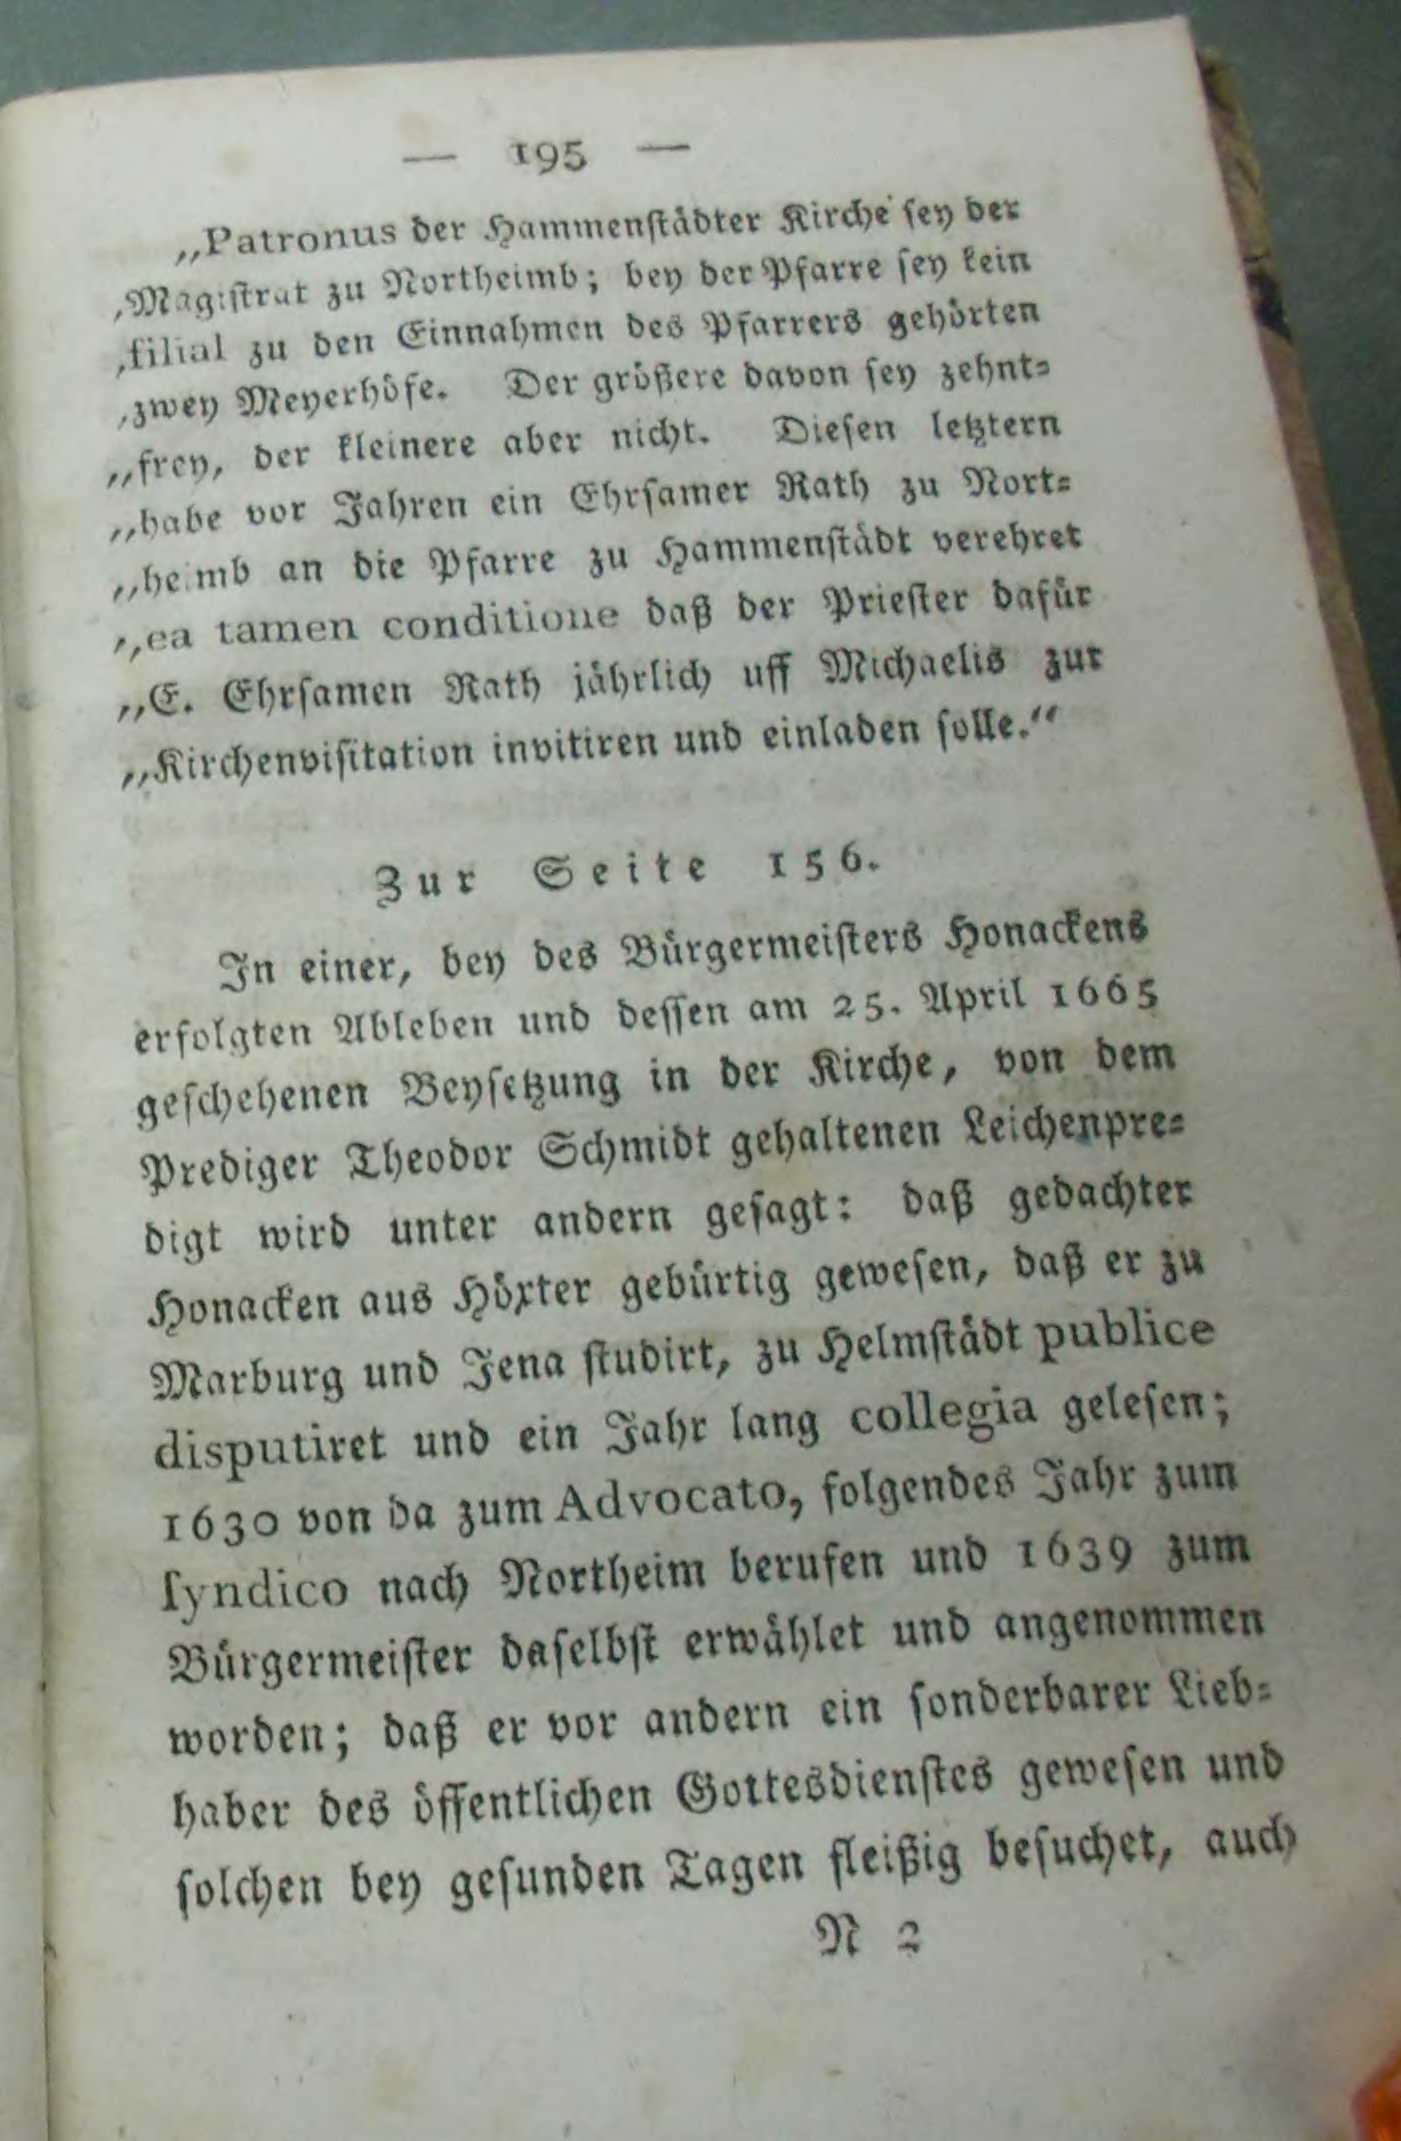 — 195 —
„Patronus der Hammenſtådter Kirche ſey der
„Magiſtrat zu Northeimb; bey der Pfarre ſey kein
„filial zu den Einnahmen des Pfarrers gehörten
„zwey Meyerhöfe. Der größere davon ſey zehnt⸗
„frey, der kleinere aber nicht. Dieſen letztern
„habe vor Jahren ein Ehrſamer Rath zu Nort⸗
„heimb an die Pfarre zu Hammenſtådt verehret
„ea tamen conditione daß der Prieſter dafür
„E. Ehrſamen Rath jährlich uff Michaelis zur
„Kirchenviſitation invitiren und einladen ſolle.“
Zur Seite 156.
In einer, bey des Bürgermeiſters Honackens
erfolgten Ableben und deſſen am 25. April 1665
geſchehenen Beyſetzung in der Kirche, von dem
Prediger Theodor Schmidt gehaltenen Leichenpre⸗
digt wird unter andern geſagt: daß gedachter
Honacken aus Höxter gebürtig geweſen, daß er zu
Marburg und Jena ſtudirt, zu Helmſtädt publice
disputiret und ein Jahr lang collegia geleſen;
1630 von da zum Advocato, folgendes Jahr zum
ſyndico nach Northeim berufen und 1639 zum
Bürgermeiſter daſelbſt erwählet und angenommen
worden; daß er vor andern ein ſonderbarer Lieb⸗
haber des öffentlichen Gottesdienſtes geweſen und
ſolchen bey geſunden Tagen fleißig beſuchet, auch
N 2